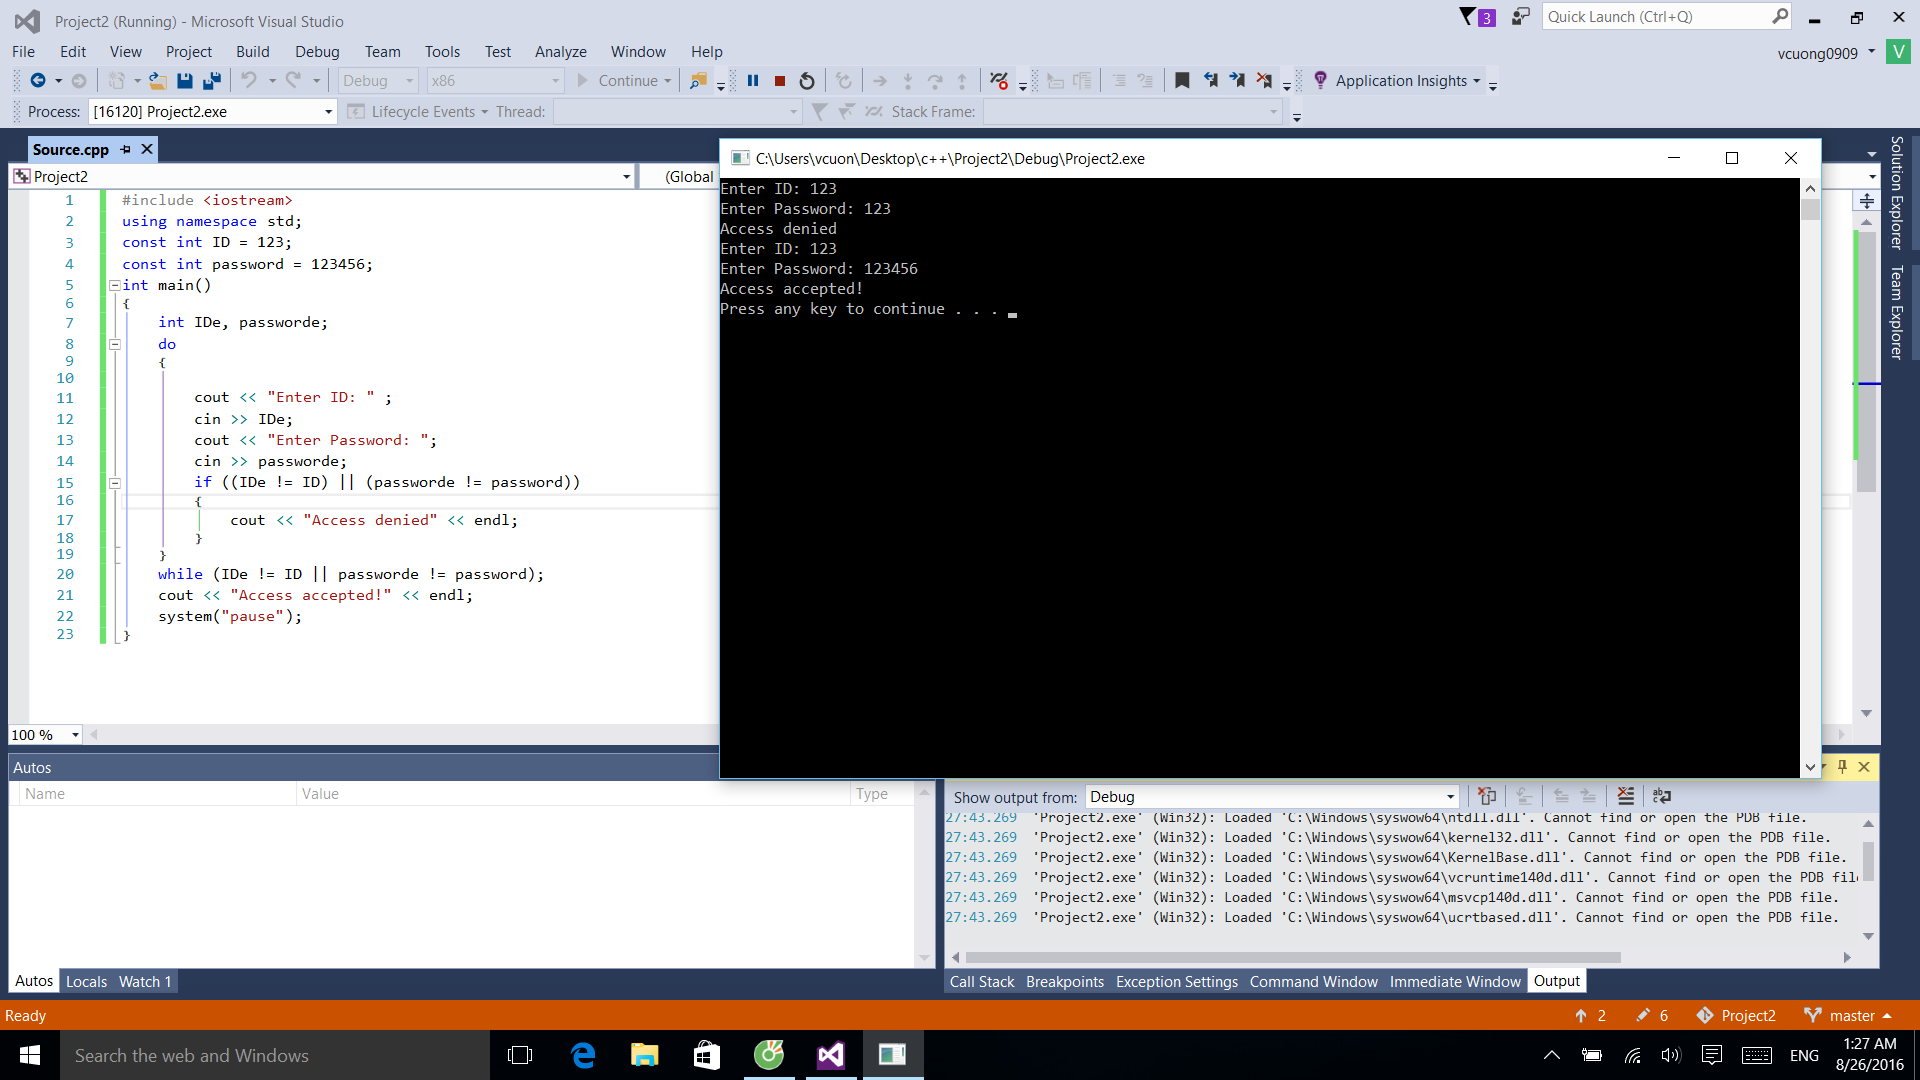 Project2 (Running) - Microsoft Visual Studio
3
Quick Launch (Ctrl+Q)
File Edit View Project Build Debug Team Tools Test Analyze Window Help
vcuong0909 V
Debug x86 Continue Application Insights
Process: [16120] Project2.exe Lifecycle Events Thread: Stack Frame:
Source.cpp
Project2 (Global
1 #include <iostream>
2 using namespace std;
3 const int ID = 123;
4 const int password = 123456;
5 int main()
6 {
7 int IDe, passworde;
8 do
9 {
10
11 cout << "Enter ID: " ;
12 cin >> IDe;
13 cout << "Enter Password: ";
14 cin >> passworde;
15 if ((IDe != ID) || (passworde != password))
16 {
17 cout << "Access denied" << endl;
18 }
19 }
20 while (IDe != ID || passworde != password);
21 cout << "Access accepted!" << endl;
22 system("pause");
23 }
100 %
C:\Users\vcuon\Desktop\c++\Project2\Debug\Project2.exe
Enter ID: 123
Enter Password: 123
Access denied
Enter ID: 123
Enter Password: 123456
Access accepted!
Press any key to continue . . .
Solution Explorer
Team Explorer
Autos
Name Value Type
Autos Locals Watch 1
Show output from: Debug
27:43.269 'Project2.exe' (Win32): Loaded 'C:\Windows\syswow64\ntdll.dll'. Cannot find or open the PDB file.
27:43.269 'Project2.exe' (Win32): Loaded 'C:\Windows\syswow64\kernel32.dll'. Cannot find or open the PDB file.
27:43.269 'Project2.exe' (Win32): Loaded 'C:\Windows\syswow64\KernelBase.dll'. Cannot find or open the PDB file.
27:43.269 'Project2.exe' (Win32): Loaded 'C:\Windows\syswow64\vcruntime140d.dll'. Cannot find or open the PDB fil
27:43.269 'Project2.exe' (Win32): Loaded 'C:\Windows\syswow64\msvcp140d.dll'. Cannot find or open the PDB file.
27:43.269 'Project2.exe' (Win32): Loaded 'C:\Windows\syswow64\ucrtbased.dll'. Cannot find or open the PDB file.
Call Stack Breakpoints Exception Settings Command Window Immediate Window Output
Ready 2 6 Project2 master
Search the web and Windows
ENG
1:27 AM
8/26/2016